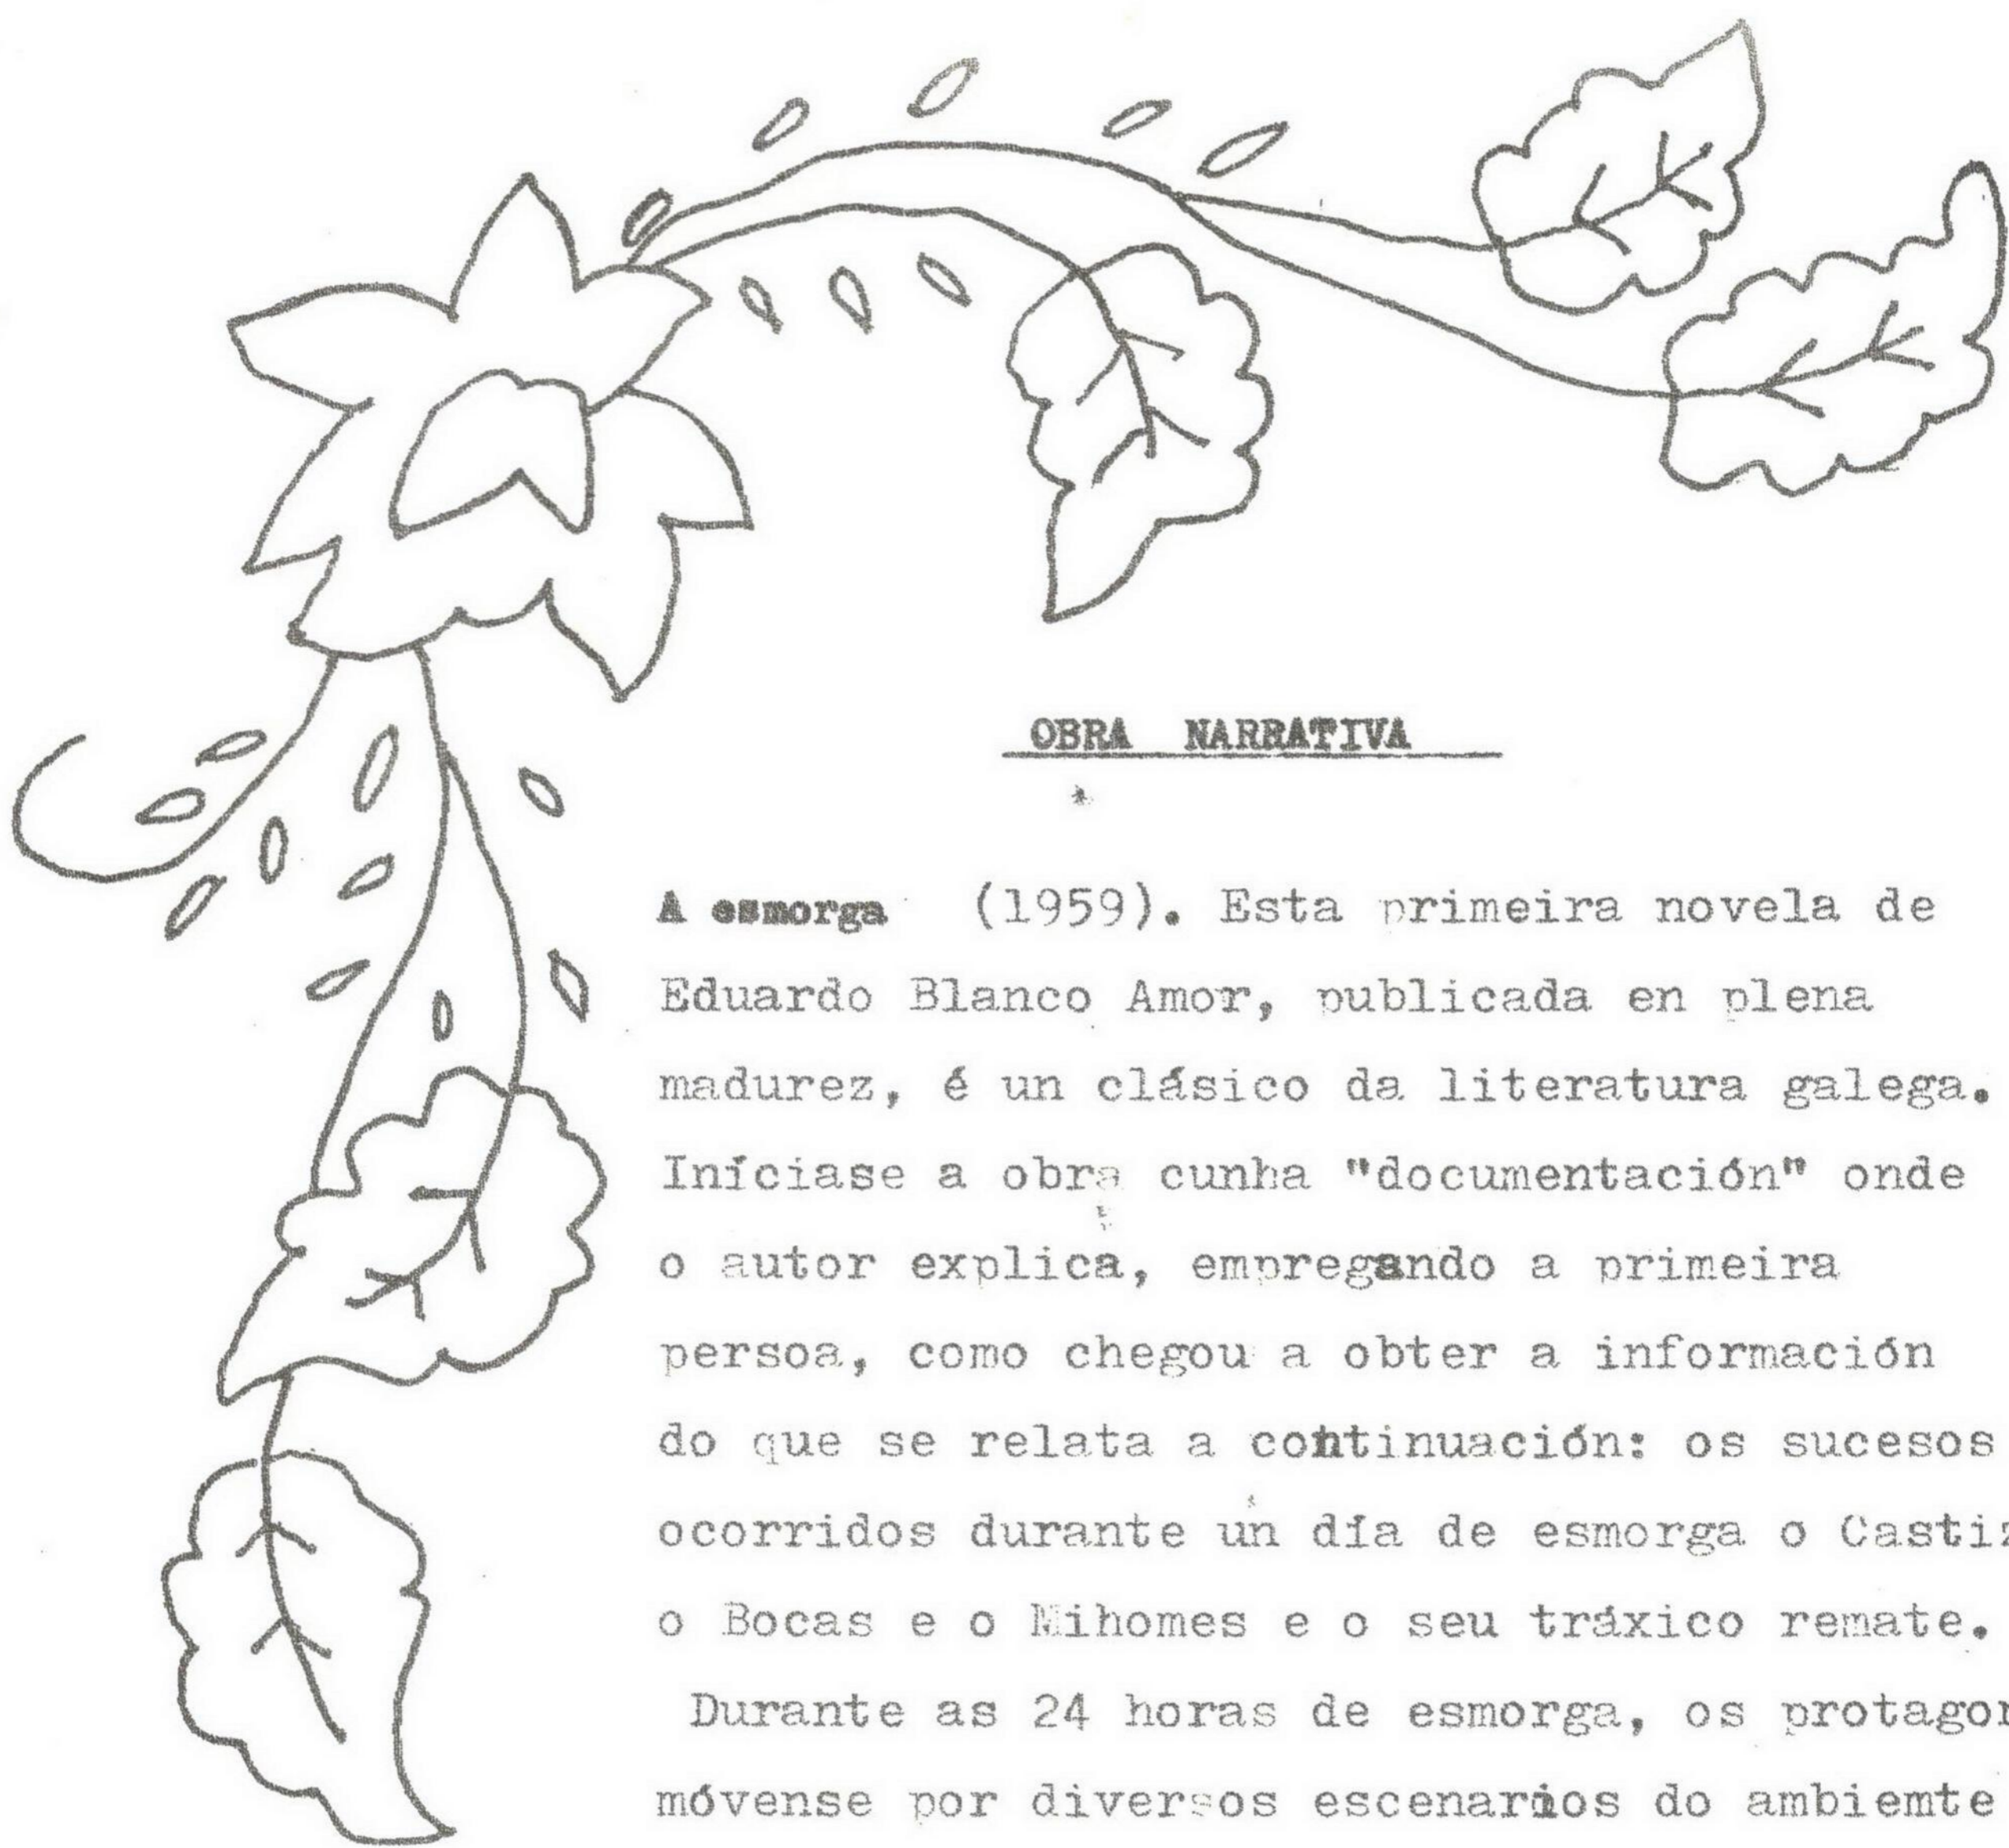 OBRA NARRATIVA
A esmorga (1959). Esta primeira novela de
Eduardo Blanco Amor, publicada en plena
madurez, é un clásico da literatura galega.
Iníciase a obra cunha "documentación" onde
o autor explica, empregando a primeira
persoa, como chegou a obter a información
do que se relata a continuación: os sucesos
ocorridos durante un día de esmorga o Castiz
o Bocas e o Mihomes e o seu tráxico remate.
Durante as 24 horas de esmorga, os protagon
móvense por diversos escenarios do ambiemte